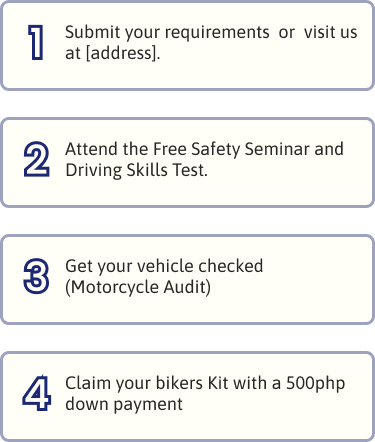 1
Submit your requirements or visit us
at [address].
2
Attend the Free Safety Seminar and
Driving Skills Test.
3
Get your vehicle checked
(Motorcycle Audit)
4
Claim your bikers Kit with a 500php
down payment